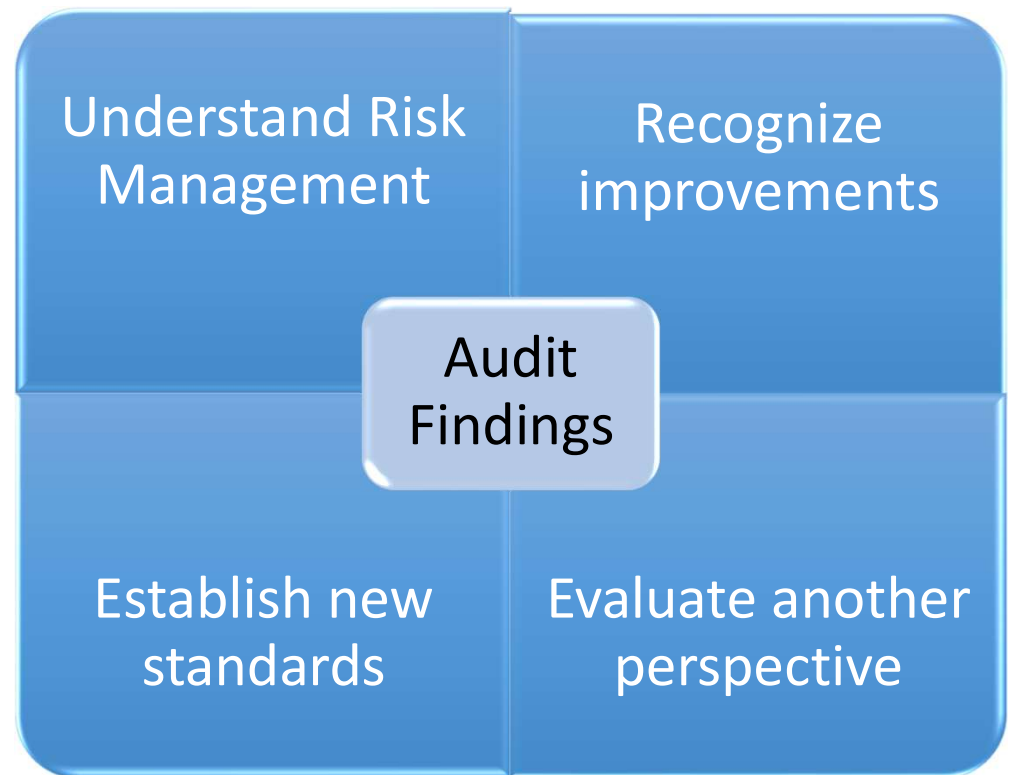 Understand Risk
Management
Recognize
improvements
Audit
Findings
Establish new
standards
Evaluate another
perspective